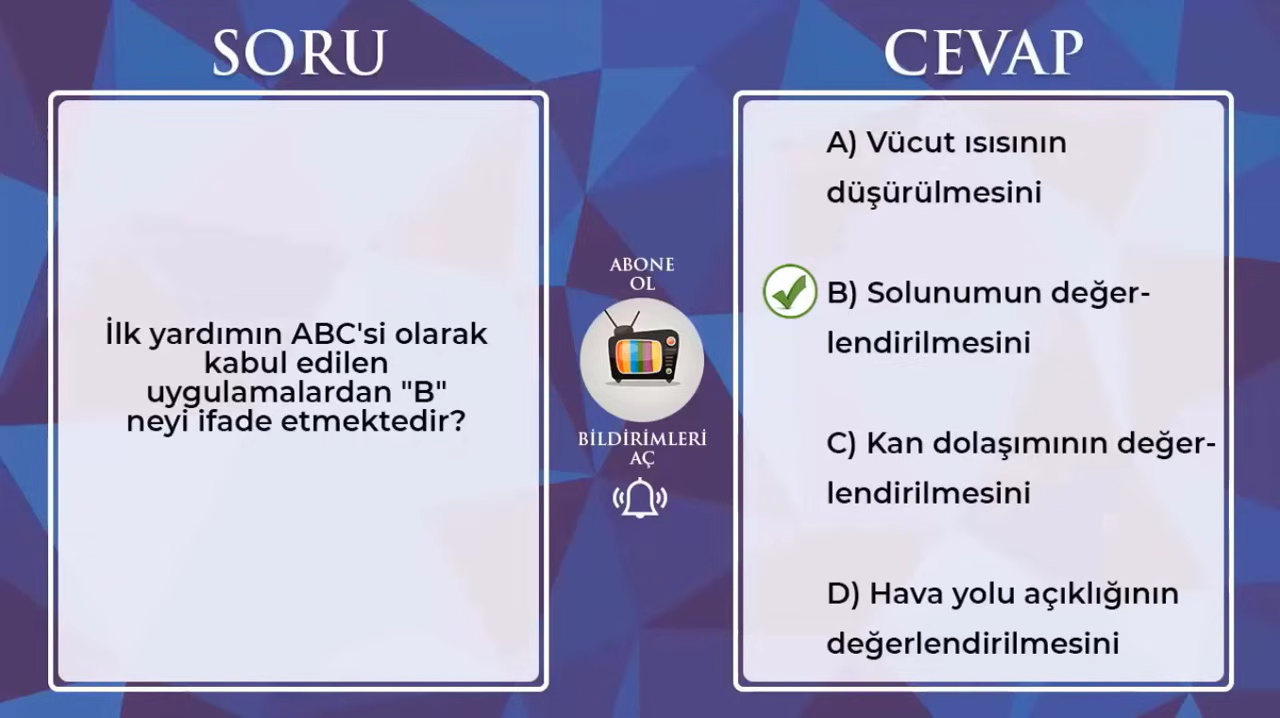 SORU
İlk yardımın ABC'si olarak
kabul edilen
uygulamalardan "B"
neyi ifade etmektedir?
ABONE
OL
BİLDİRİMLERİ
AÇ
CEVAP
A) Vücut ısısının
düşürülmesini
B) Solunumun değer-
lendirilmesini
C) Kan dolaşımının değer-
lendirilmesini
D) Hava yolu açıklığının
değerlendirilmesini